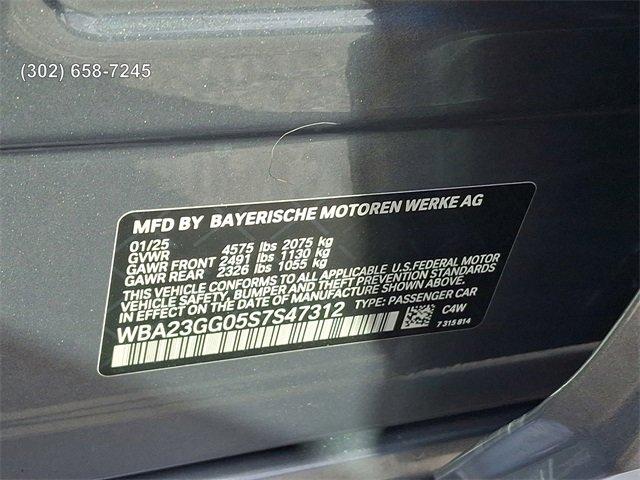 (302) 658-7245
MFD BY BAYERISCHE MOTOREN WERKE AG
01/25
GVWR 4575 lbs 2075 kg
GAWR FRONT 2491 lbs 1130 kg
GAWR REAR 2326 lbs 1055 kg
THIS VEHICLE CONFORMS TO ALL APPLICABLE U.S.FEDERAL MOTOR
VEHICLE SAFETY, BUMPER, AND THEFT PREVENTION STANDARDS
IN EFFECT ON THE DATE OF MANUFACTURE SHOWN ABOVE.
WBA23GG05S7S47312 TYPE: PASSENGER CAR
C4W
7 315 814